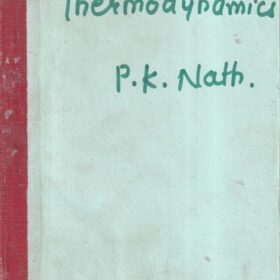 Thermodynamics
P.K. Nath.